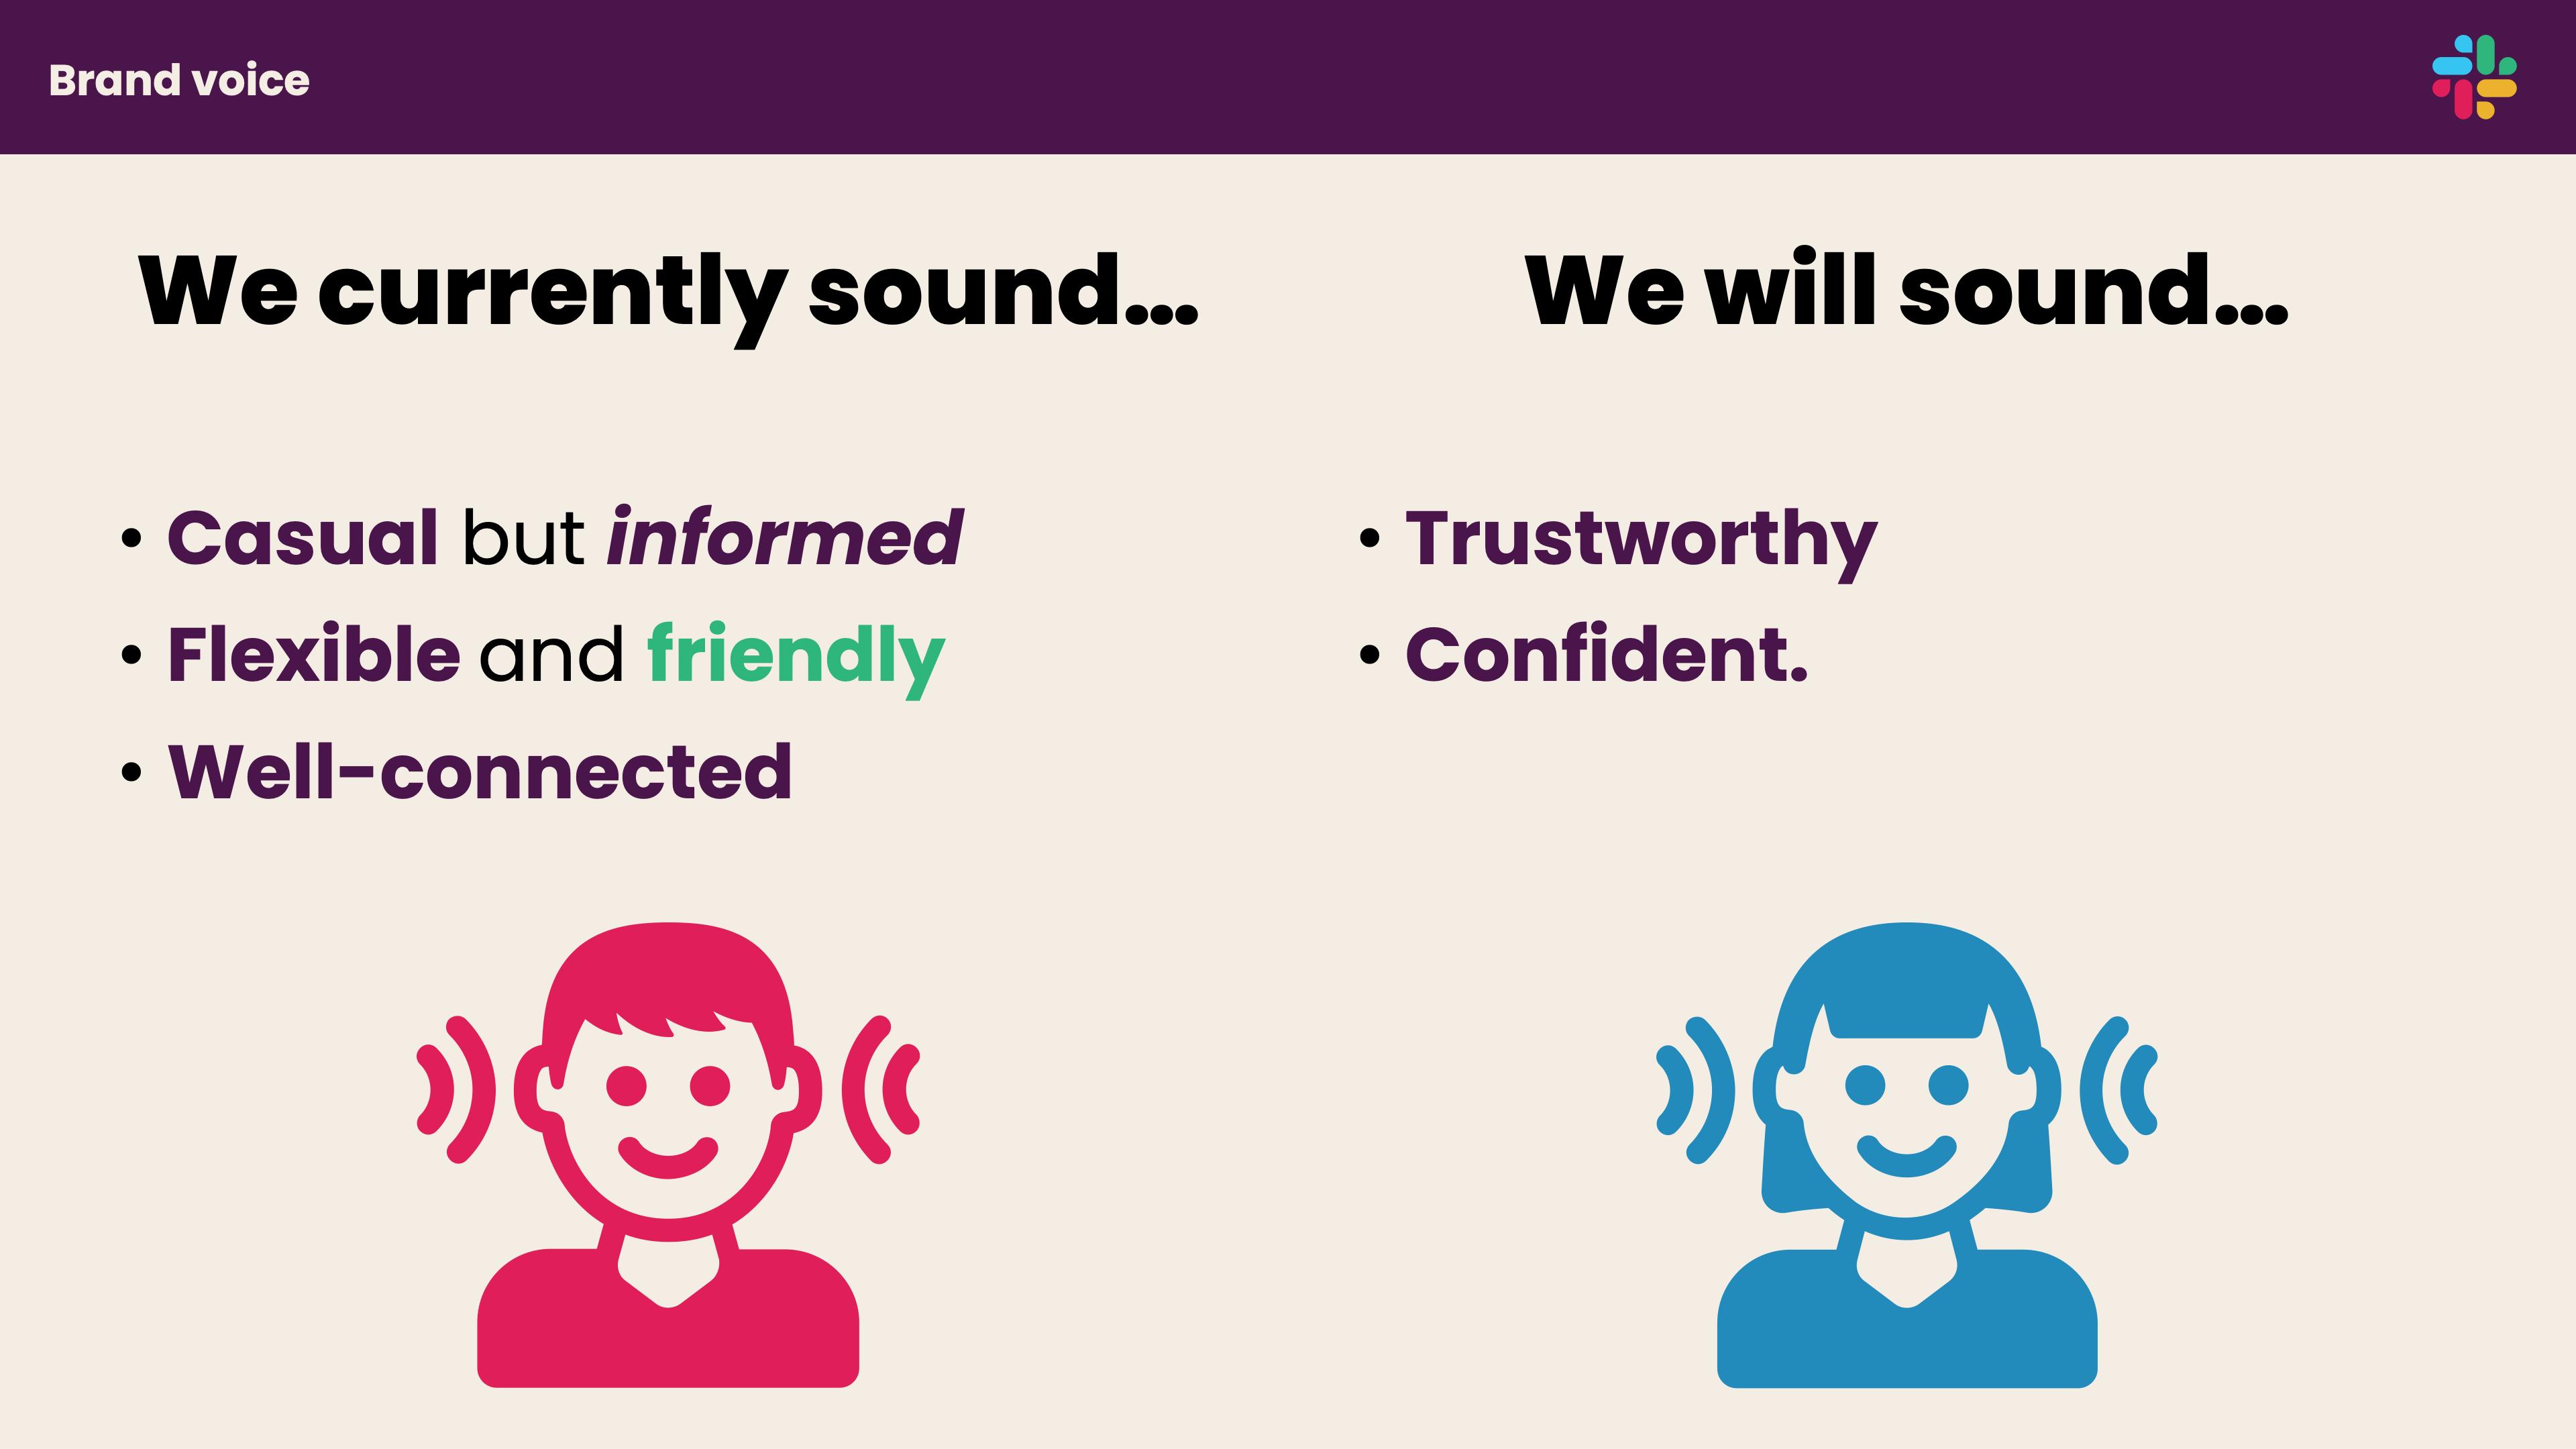 Brand voice
We currently sound...
• Casual but informed
• Flexible and friendly
• Well-connected
We will sound...
• Trustworthy
• Confident.